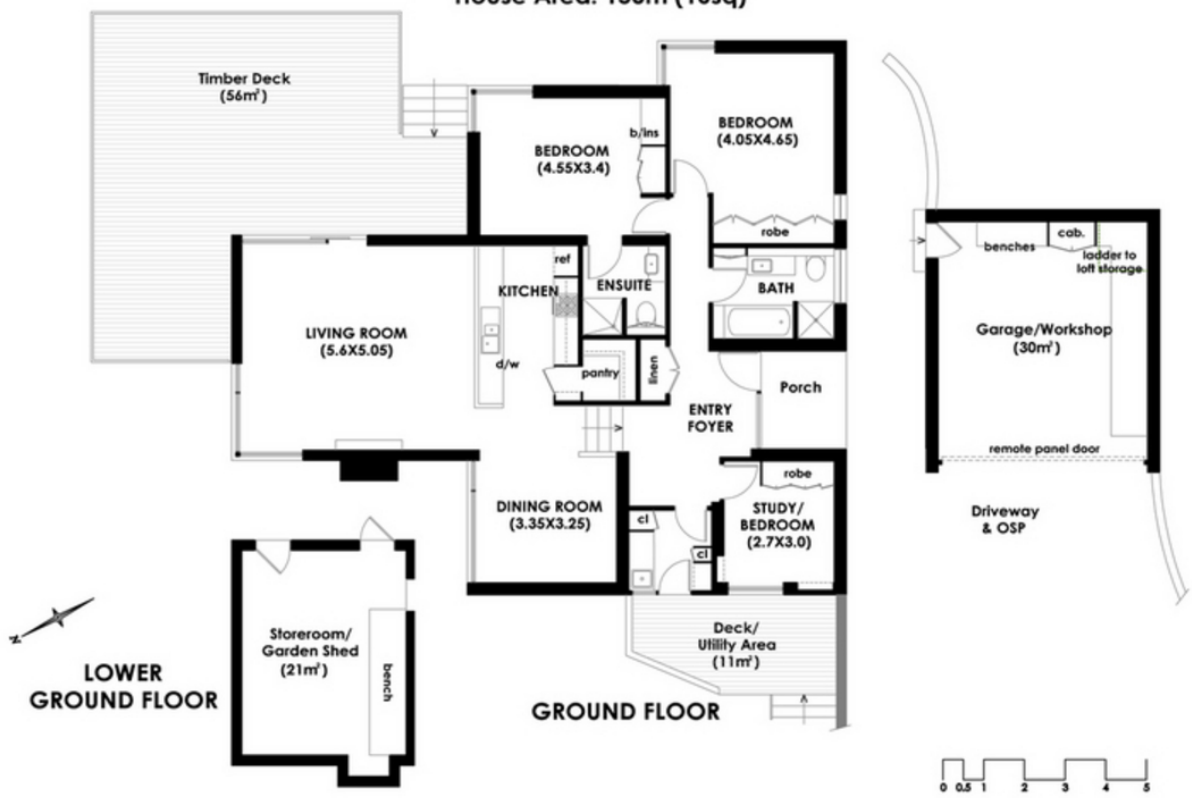 Timber Deck
(56m²)
BEDROOM
(4.05X4.65)
b/ins
BEDROOM
(4.55X3.4)
robe
cab.
benches
ladder to
loft storage
ref
KITCHEN
ENSUITE
BATH
LIVING ROOM
(5.6X5.05)
Garage/Workshop
(30m²)
d/w
pantry
linen
Porch
ENTRY
FOYER
remote panel door
robe
DINING ROOM
(3.35X3.25)
STUDY/
BEDROOM
(2.7X3.0)
cl
cl
Driveway
& OSP
N
Storeroom/
Garden Shed
(21m²)
bench
Deck/
Utility Area
(11m²)
LOWER
GROUND FLOOR
GROUND FLOOR
0 0.5 1 2 3 4 5